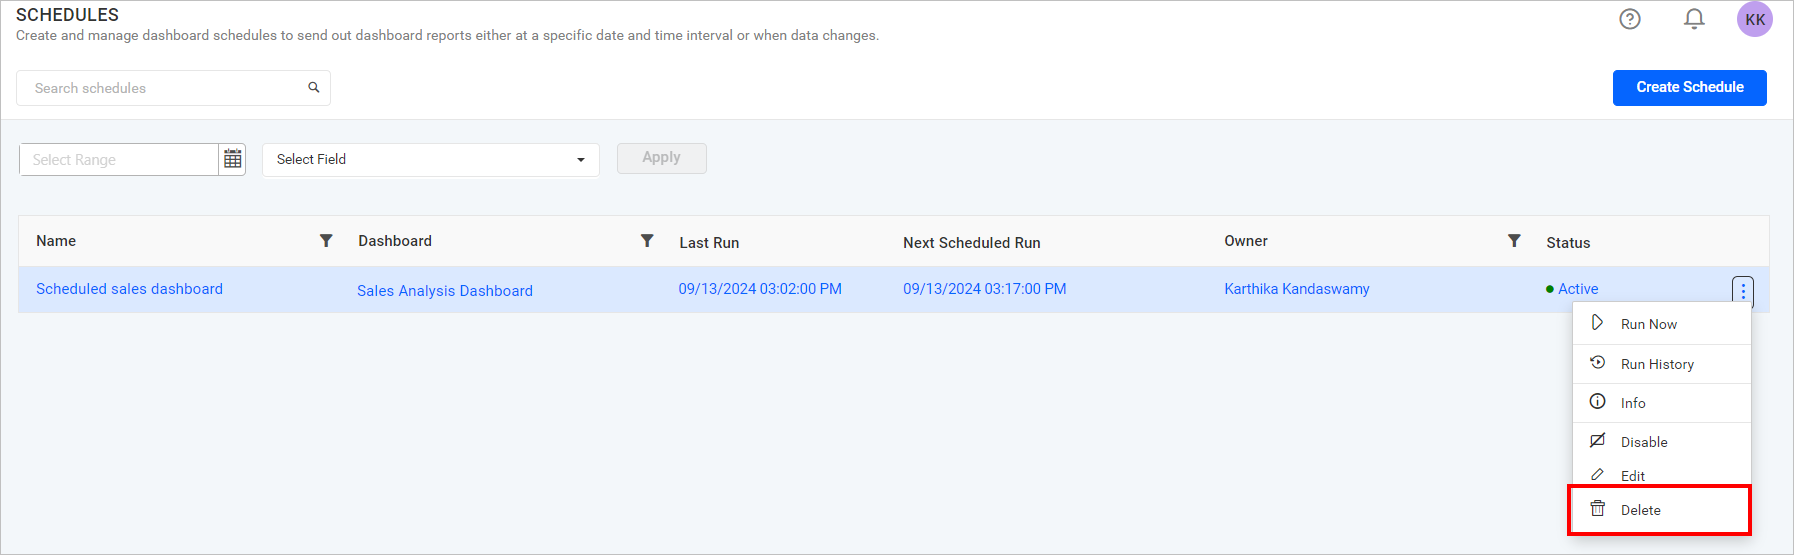 SCHEDULES
Create and manage dashboard schedules to send out dashboard reports either at a specific date and time interval or when data changes.
KK
Search schedules
Create Schedule
Select Range
Select Field
Apply
Name
Dashboard
Last Run
Next Scheduled Run
Owner
Status
Scheduled sales dashboard
Sales Analysis Dashboard
09/13/2024 03:02:00 PM
09/13/2024 03:17:00 PM
Karthika Kandaswamy
Active
Run Now
Run History
Info
Disable
Edit
Delete